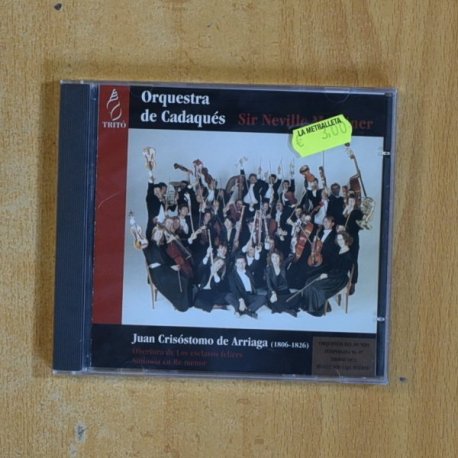 TRITÓ
Orquestra
de Cadaqués Sir Neville
LA METRALLETA
€ 3,00
Juan Crisóstomo de Arriaga (1806-1826)
Obertura de Los esclavos felices
Sinfonía en Re menor